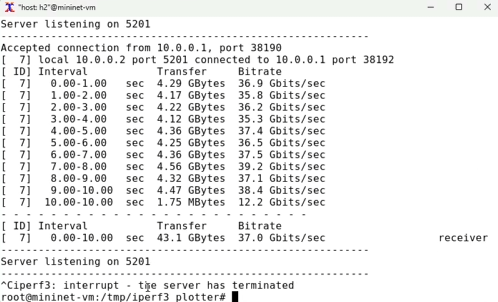 "host: h2"@mininet-vm
Server listening on 5201
-----------------------------------------------------------
Accepted connection from 10.0.0.1, port 38190
[  7] local 10.0.0.2 port 5201 connected to 10.0.0.1 port 38192
[ ID] Interval           Transfer     Bitrate
[  7]   0.00-1.00   sec  4.29 GBytes  36.9 Gbits/sec
[  7]   1.00-2.00   sec  4.17 GBytes  35.8 Gbits/sec
[  7]   2.00-3.00   sec  4.22 GBytes  36.2 Gbits/sec
[  7]   3.00-4.00   sec  4.12 GBytes  35.3 Gbits/sec
[  7]   4.00-5.00   sec  4.36 GBytes  37.4 Gbits/sec
[  7]   5.00-6.00   sec  4.25 GBytes  36.5 Gbits/sec
[  7]   6.00-7.00   sec  4.36 GBytes  37.5 Gbits/sec
[  7]   7.00-8.00   sec  4.56 GBytes  39.2 Gbits/sec
[  7]   8.00-9.00   sec  4.32 GBytes  37.1 Gbits/sec
[  7]   9.00-10.00  sec  4.47 GBytes  38.4 Gbits/sec
[  7]  10.00-10.00  sec  1.75 MBytes  12.2 Gbits/sec
- - - - - - - - - - - - - - - - - - - - - - - - -
[ ID] Interval           Transfer     Bitrate
[  7]   0.00-10.00  sec  43.1 GBytes  37.0 Gbits/sec                  receiver
-----------------------------------------------------------
Server listening on 5201
-----------------------------------------------------------
^Ciperf3: interrupt - the server has terminated
root@mininet-vm:/tmp/iperf3_plotter#